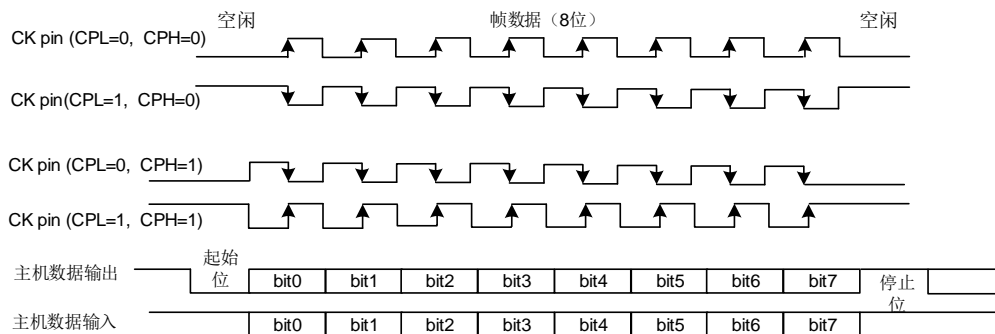 空闲 帧数据（8位） 空闲
CK pin (CPL=0, CPH=0)
CK pin(CPL=1, CPH=0)
CK pin (CPL=0, CPH=1)
CK pin (CPL=1, CPH=1)
主机数据输出 起始位 bit0 bit1 bit2 bit3 bit4 bit5 bit6 bit7 停止位
主机数据输入 bit0 bit1 bit2 bit3 bit4 bit5 bit6 bit7